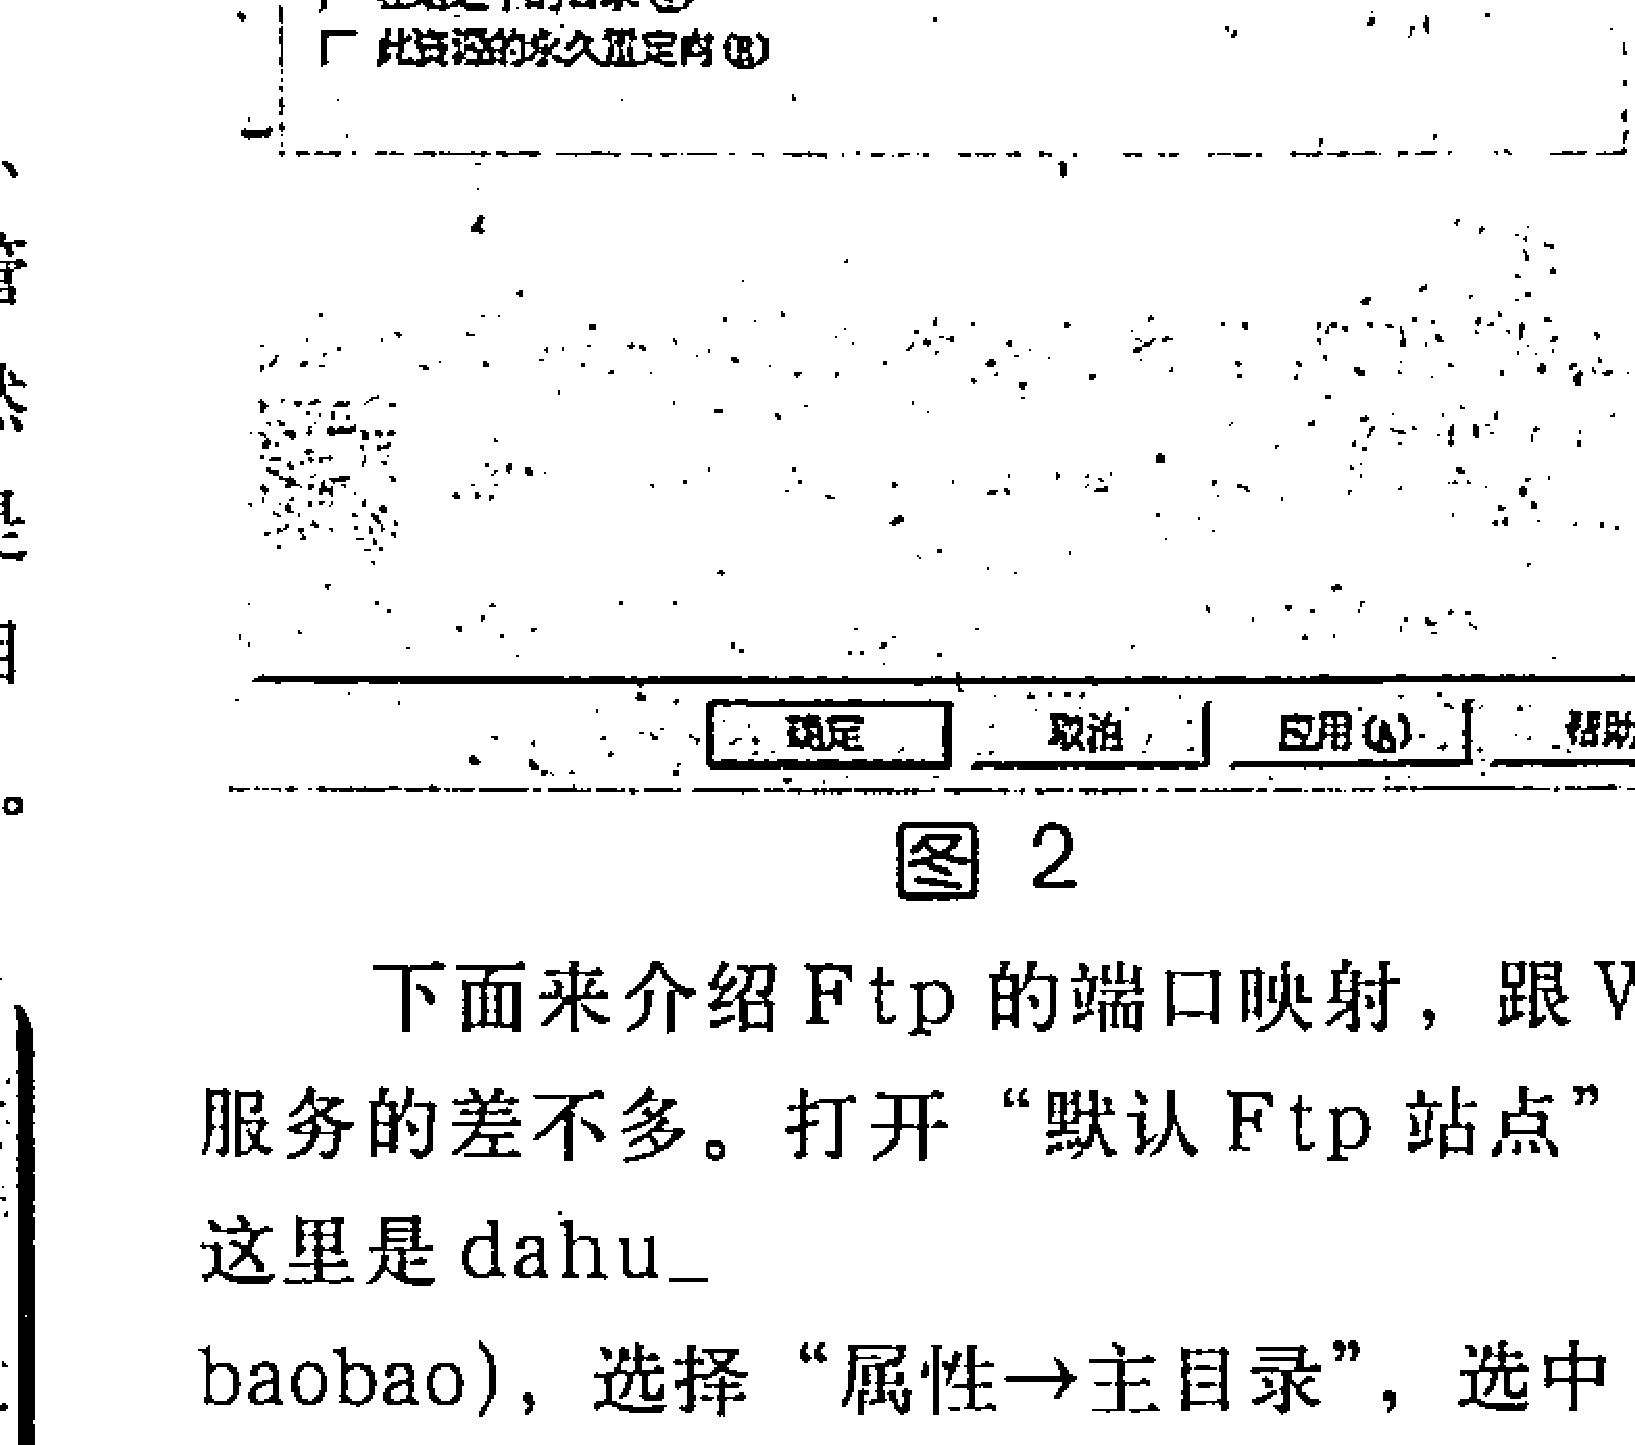 此资源的永久重定向(R)
确定 取消 应用(A) 帮助
图 2
下面来介绍 Ftp 的端口映射，跟
服务的差不多。打开“默认 Ftp 站点”
这里是 dahu_
baobao)，选择“属性→主目录”，选中